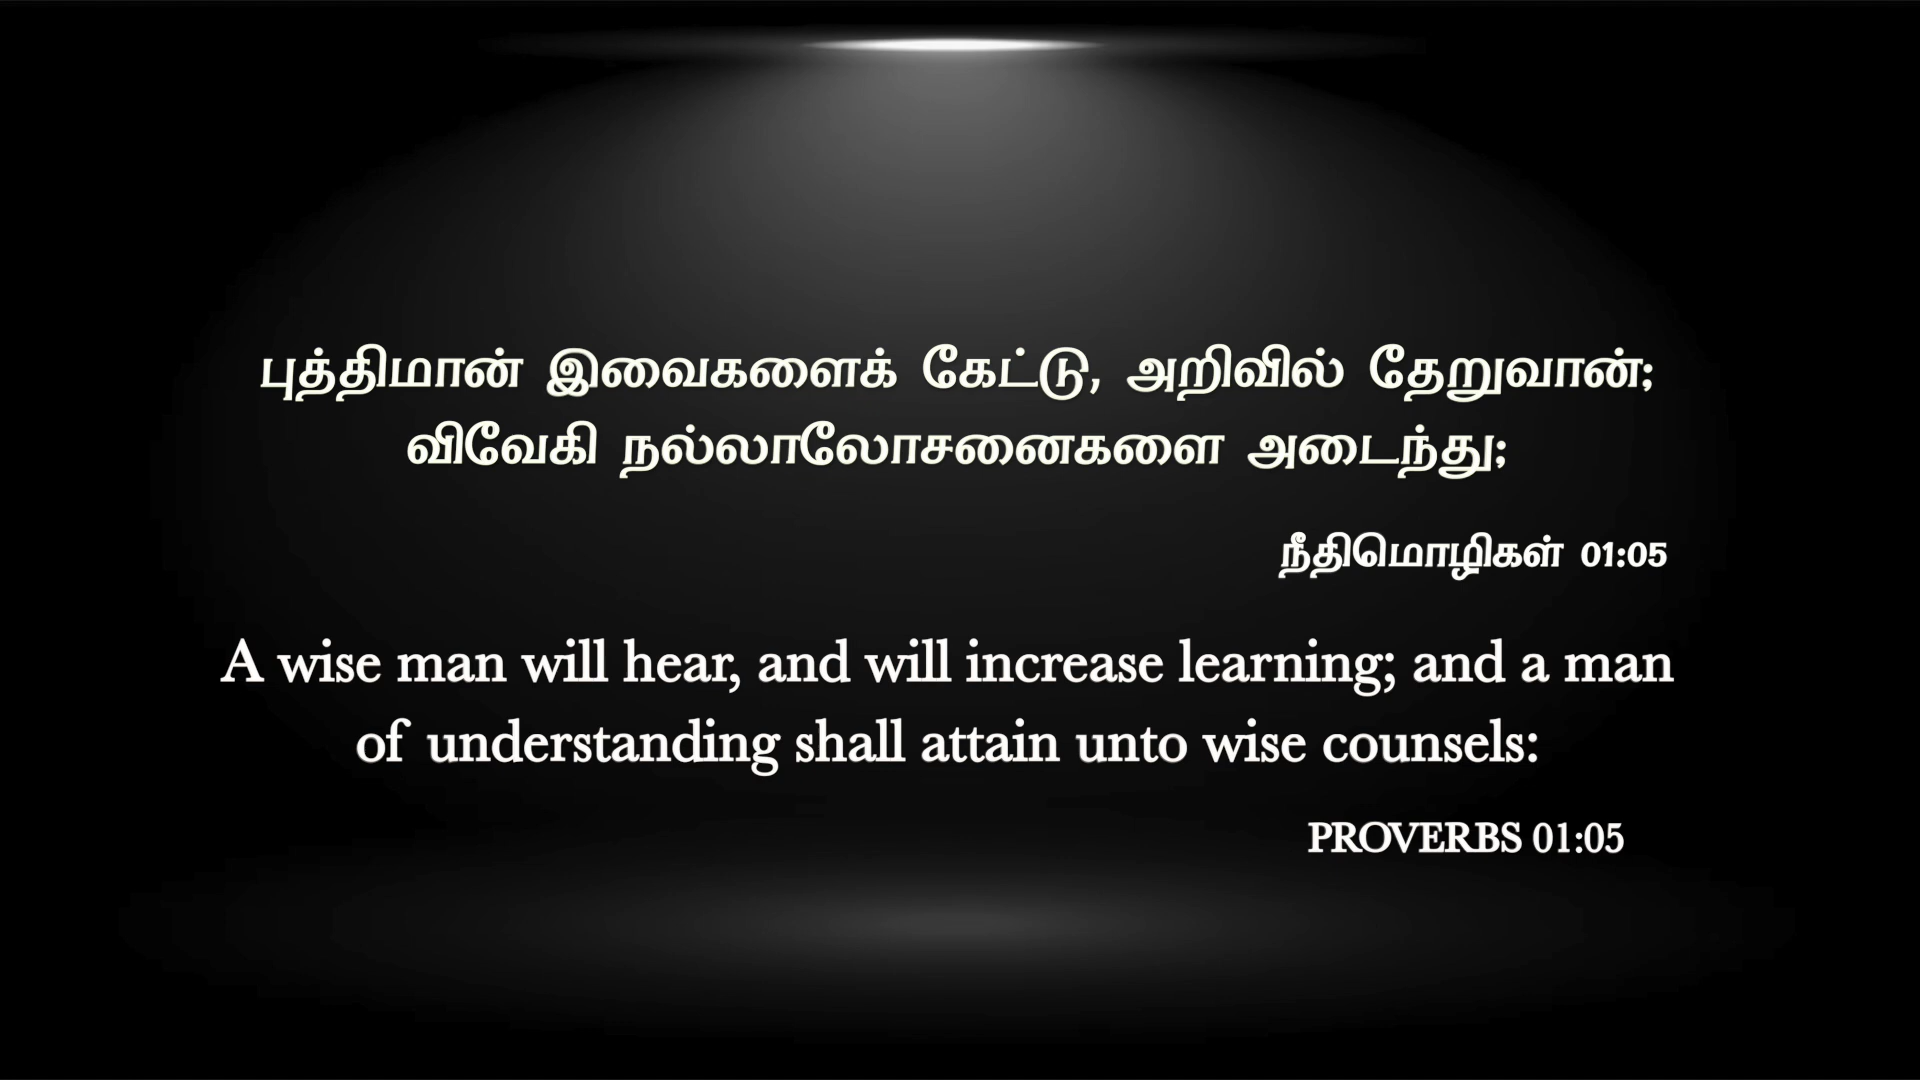 புத்திமான் இவைகளைக் கேட்டு, அறிவில் தேறுவான்;
விவேகி நல்லாலோசனைகளை அடைந்து;
நீதிமொழிகள் 01:05
A wise man will hear, and will increase learning; and a man
of understanding shall attain unto wise counsels:
PROVERBS 01:05